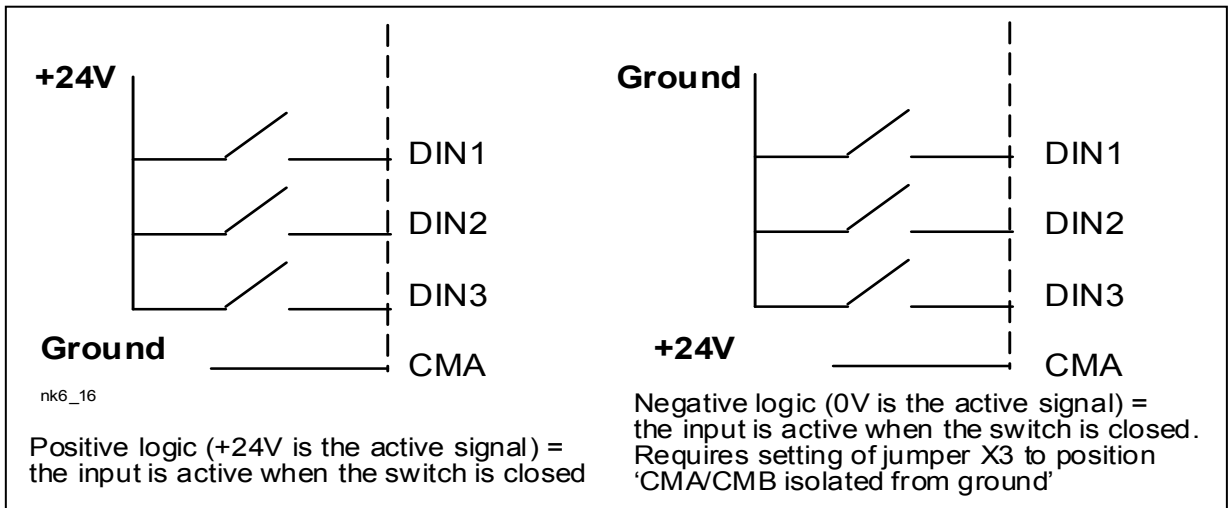 +24V
DIN1
DIN2
DIN3
Ground
CMA
nk6_16
Positive logic (+24V is the active signal) =
the input is active when the switch is closed
Ground
DIN1
DIN2
DIN3
+24V
CMA
Negative logic (0V is the active signal) =
the input is active when the switch is closed.
Requires setting of jumper X3 to position
‘CMA/CMB isolated from ground’